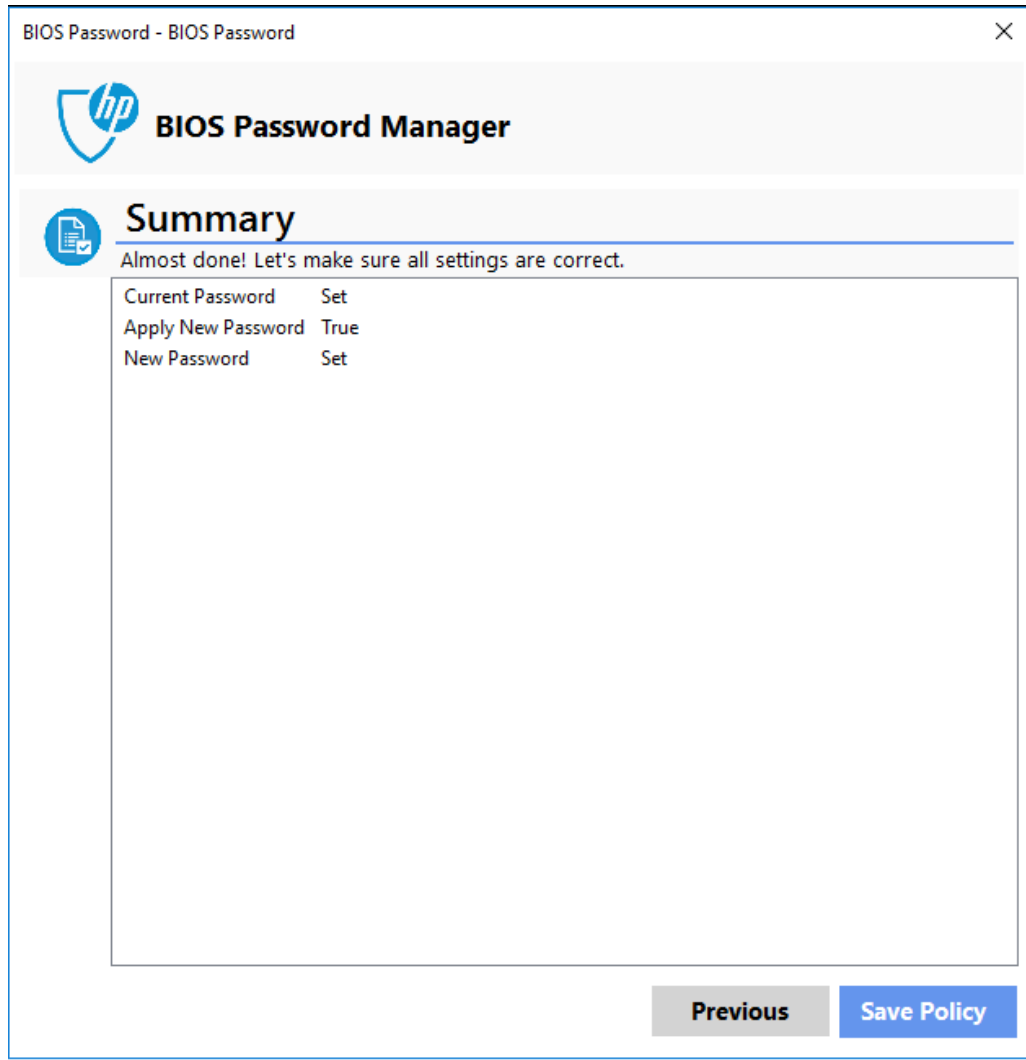 BIOS Password - BIOS Password
hp
BIOS Password Manager
Summary
Almost done! Let's make sure all settings are correct.
Current Password Set
Apply New Password True
New Password Set
Previous Save Policy